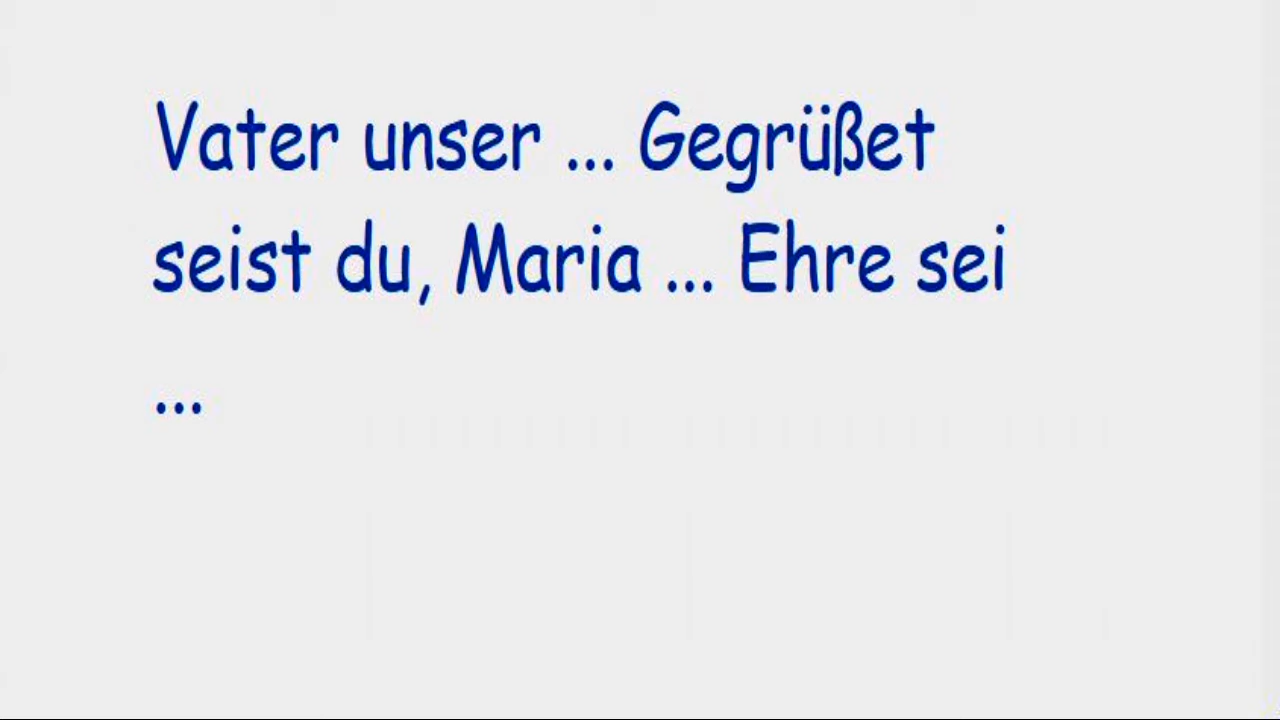 Vater unser ... Gegrüßet
seist du, Maria ... Ehre sei
...